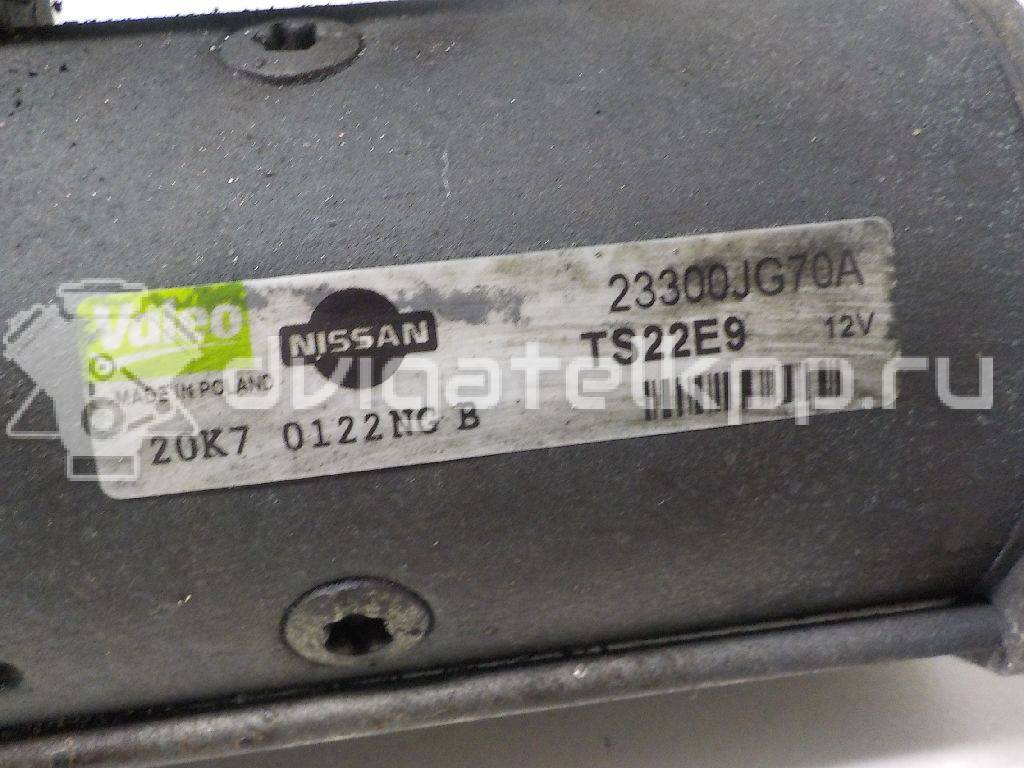 Valeo
NISSAN
23300JG70A
TS22E9 12V
MADE IN POLAND
20K7 0122NG B
dvigatelkpp.ru